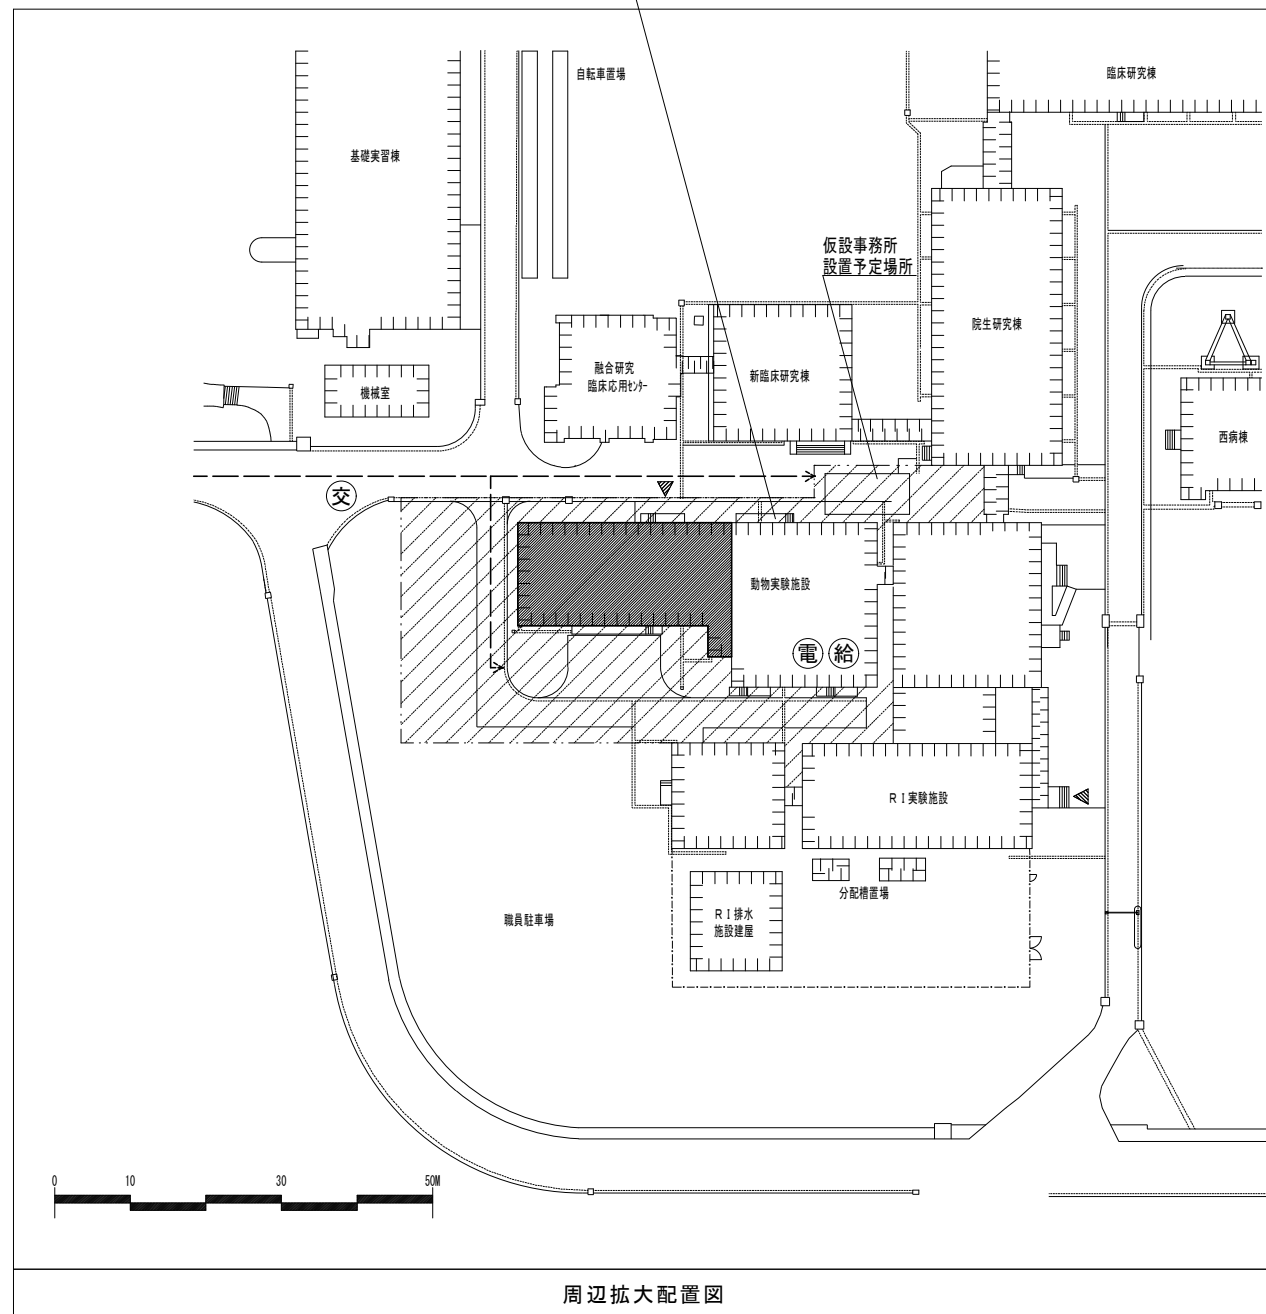 自転車置場
臨床研究棟
基礎実習棟
仮設事務所
設置予定場所
院生研究棟
融合研究
臨床応用ｾﾝﾀｰ
新臨床研究棟
機械室
西病棟
交
動物実験施設
電 給
ＲＩ実験施設
分配槽置場
ＲＩ排水
施設建屋
職員駐車場
0 10 30 50M
周辺拡大配置図